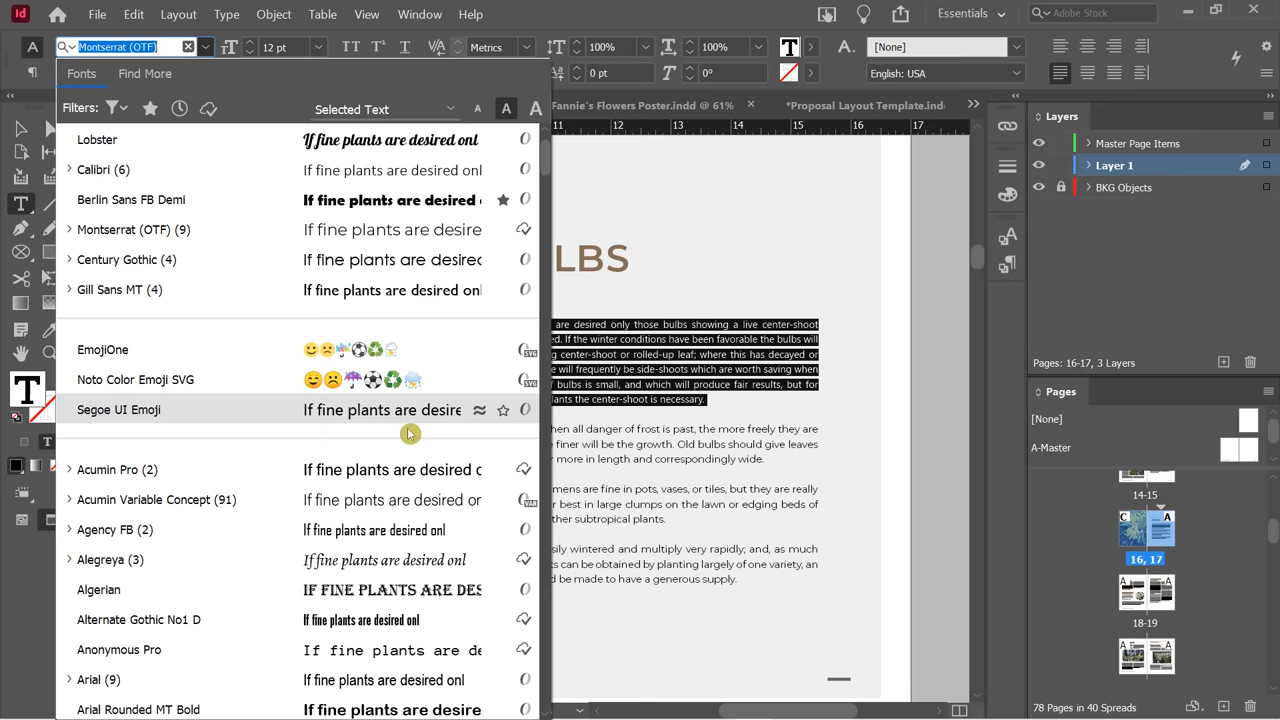 Id File Edit Layout Type Object Table View Window Help Essentials Adobe Stock
A Montserrat (OTF) 12 pt Metrics 100% 100% [None]
0 pt 0° English: USA
Fonts Find More
Filters: Selected Text A A A
Fannie's Flowers Poster.indd @ 61% *Proposal Layout Template.indd
11 12 13 14 15 16 17
Lobster If fine plants are desired onl
Calibri (6) If fine plants are desired onl
Berlin Sans FB Demi If fine plants are desired
Montserrat (OTF) (9) If fine plants are desire
Century Gothic (4) If fine plants are desired
Gill Sans MT (4) If fine plants are desired onl
EmojiOne
Noto Color Emoji SVG
Segoe UI Emoji If fine plants are desire
Acumin Pro (2) If fine plants are desired o
Acumin Variable Concept (91) If fine plants are desired on
Agency FB (2) If fine plants are desired onl
Alegreya (3) If fine plants are desired onl
Algerian IF FINE PLANTS ARE DES
Alternate Gothic No1 D If fine plants are desired onl
Anonymous Pro If fine plants are de
Arial (9) If fine plants are desired onl
Arial Rounded MT Bold If fine plants are desire
LBS
are desired only those bulbs showing a live center-shoot
ed. If the winter conditions have been favorable the bulbs will
g center-shoot or rolled-up leaf; where this has decayed or
e will frequently be side-shoots which are worth saving when
f bulbs is small, and which will produce fair results, but for
lants the center-shoot is necessary.
hen all danger of frost is past, the more freely they are
e finer will be the growth. Old bulbs should give leaves
r more in length and correspondingly wide.
mens are fine in pots, vases, or tiles, but they are really
r best in large clumps on the lawn or edging beds of
ther subtropical plants.
sily wintered and multiply very rapidly; and, as much
ks can be obtained by planting largely of one variety, an
d be made to have a generous supply.
Layers
Master Page Items
Layer 1
BKG Objects
Pages: 16-17, 3 Layers
Pages
[None]
A-Master
14-15
C A
16, 17
18-19
A 5
78 Pages in 40 Spreads